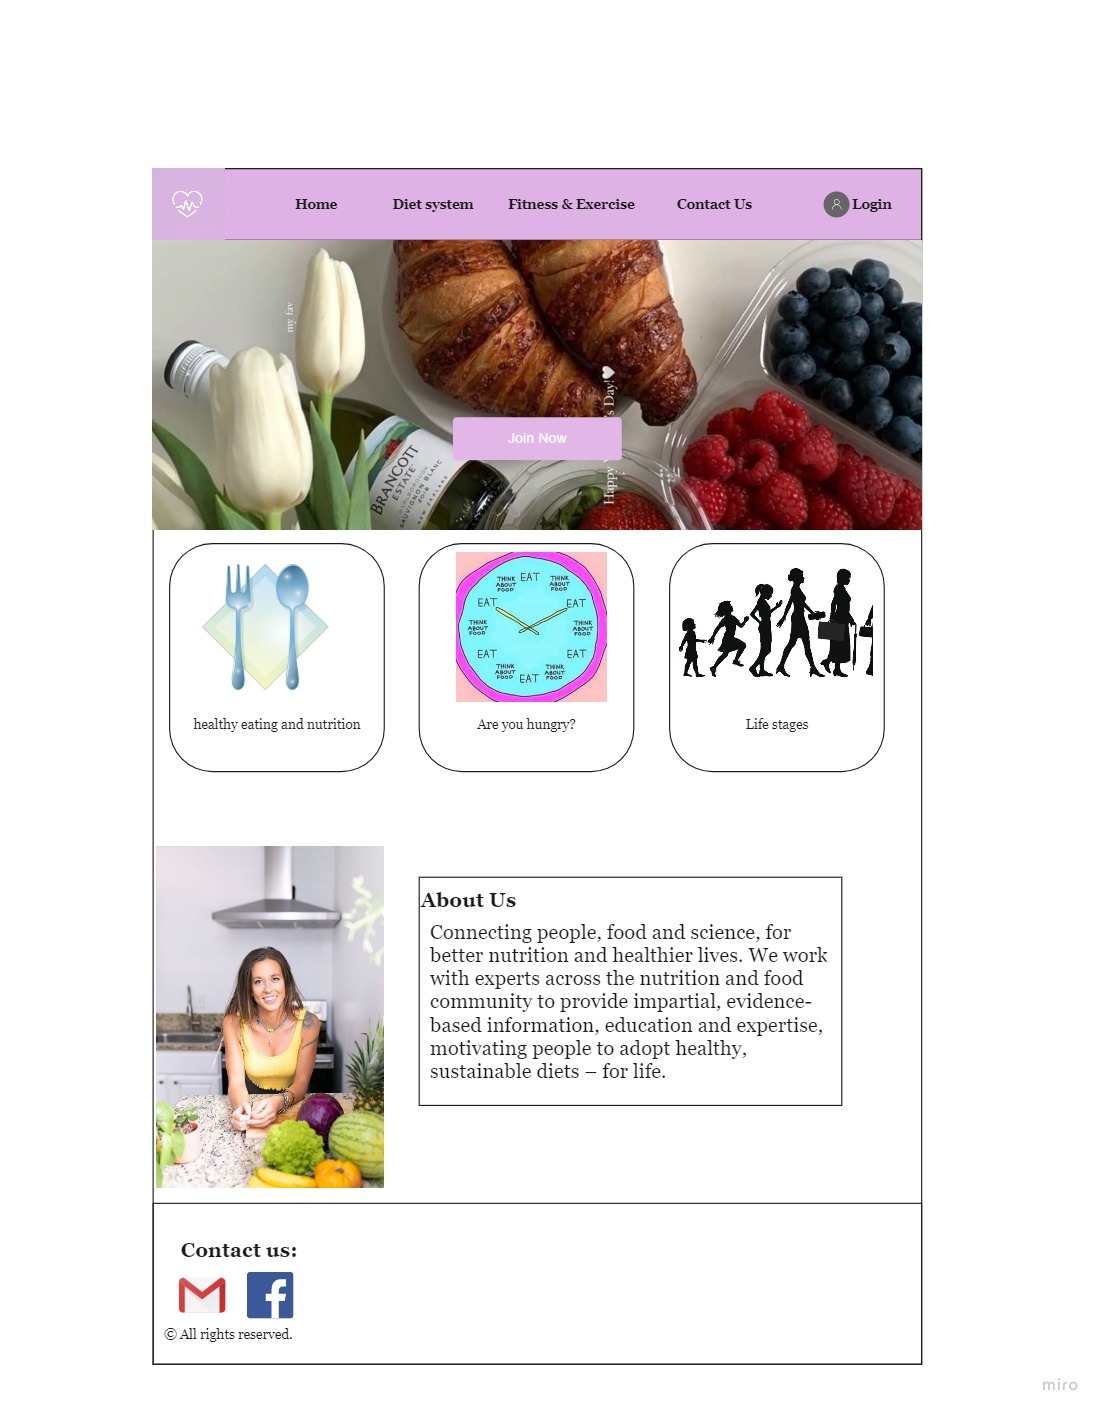 Home
Diet system
Fitness & Exercise
Contact Us
Login
my fav
s Day!
Happy
Join Now
BRANCOTT
ESTATE
MARLBOROUGH
SAUVIGNON BLANC
NEW ZEALAND
EAT
THINK
ABOUT
FOOD
EAT
THINK
ABOUT
FOOD
EAT
THINK
ABOUT
FOOD
EAT
THINK
ABOUT
FOOD
EAT
THINK
ABOUT
FOOD
EAT
THINK
ABOUT
FOOD
healthy eating and nutrition
Are you hungry?
Life stages
About Us
Connecting people, food and science, for
better nutrition and healthier lives. We work
with experts across the nutrition and food
community to provide impartial, evidence-
based information, education and expertise,
motivating people to adopt healthy,
sustainable diets – for life.
Contact us:
© All rights reserved.
miro